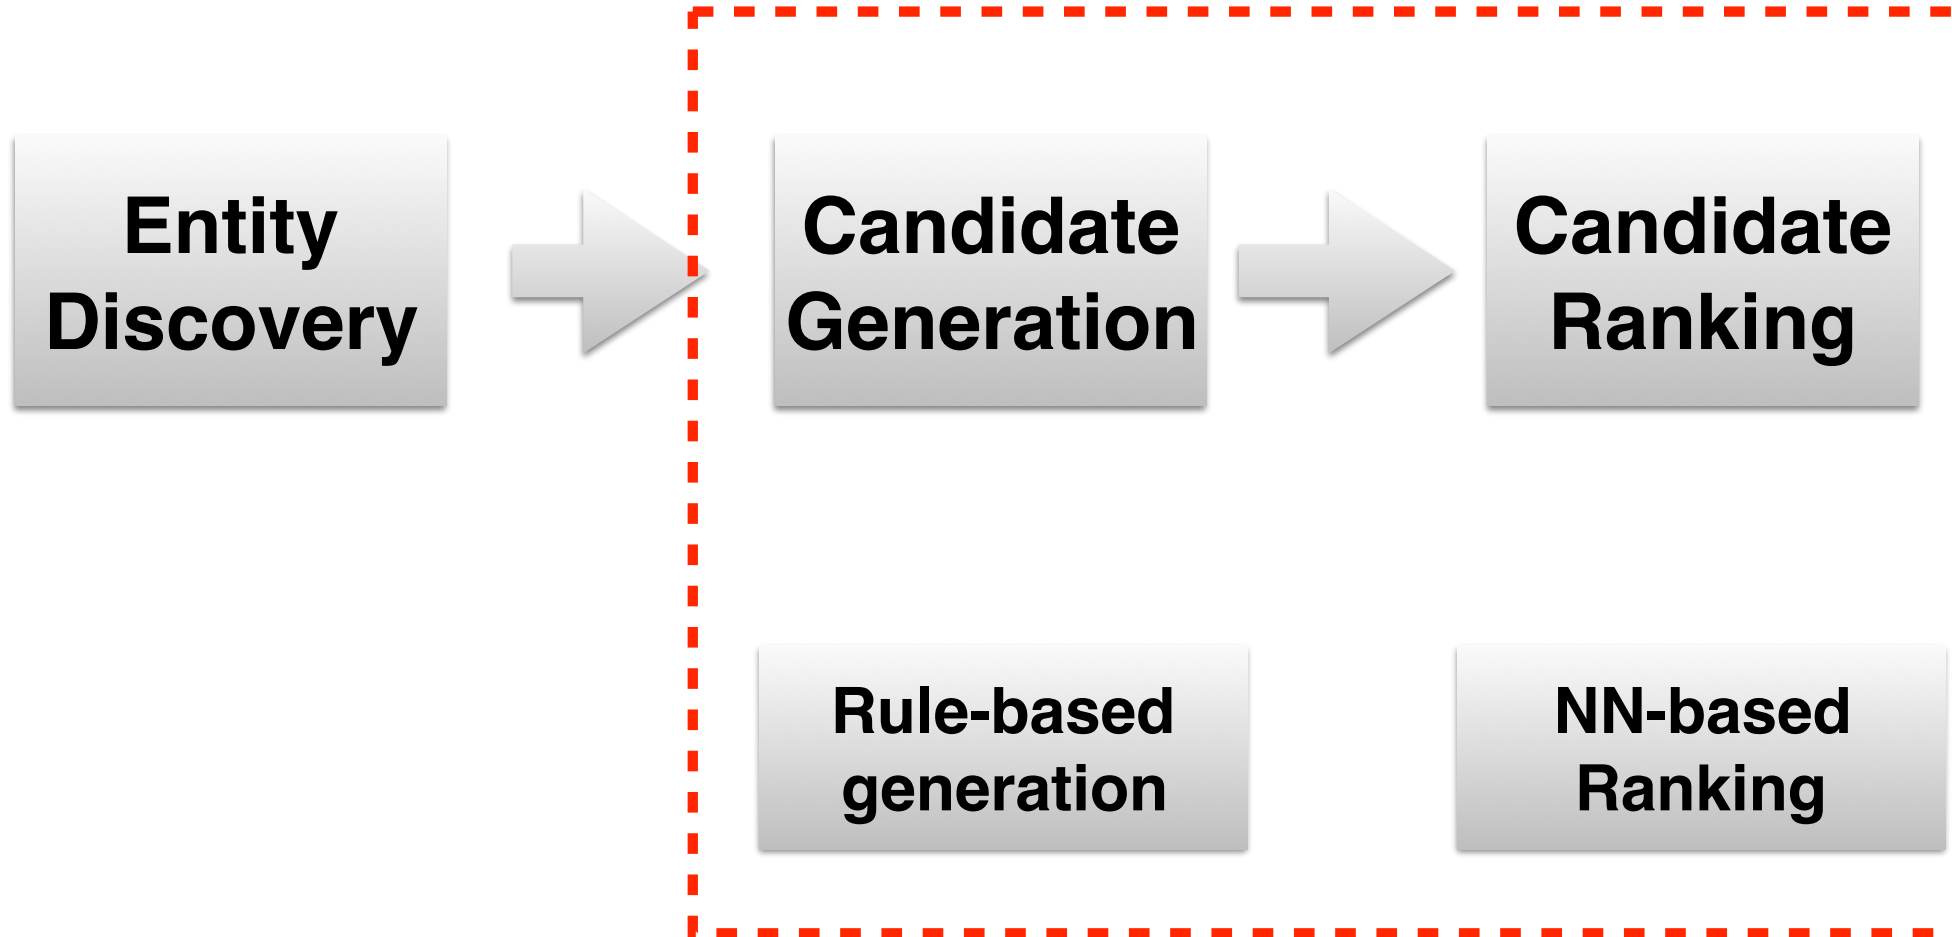 Entity
Discovery
Candidate
Generation
Candidate
Ranking
Rule-based
generation
NN-based
Ranking